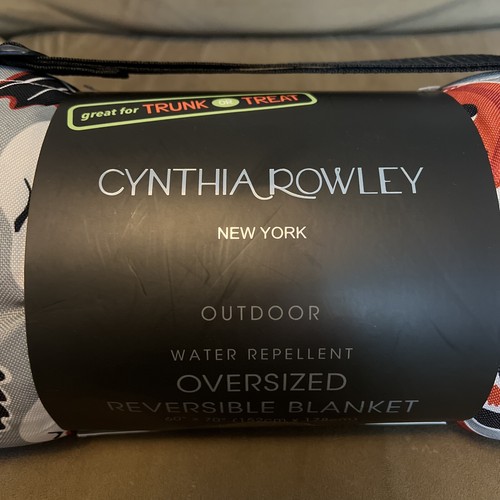 great for TRUNK OR TREAT
CYNTHIA ROWLEY
NEW YORK
OUTDOOR
WATER REPELLENT
OVERSIZED
REVERSIBLE BLANKET